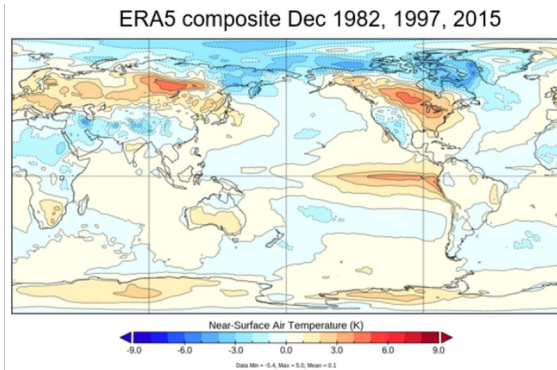 ERA5 composite Dec 1982, 1997, 2015
Near-Surface Air Temperature (K)
-9.0 -6.0 -3.0 0.0 3.0 6.0 9.0
Data Min = -5.4, Max = 5.0, Mean = 0.1